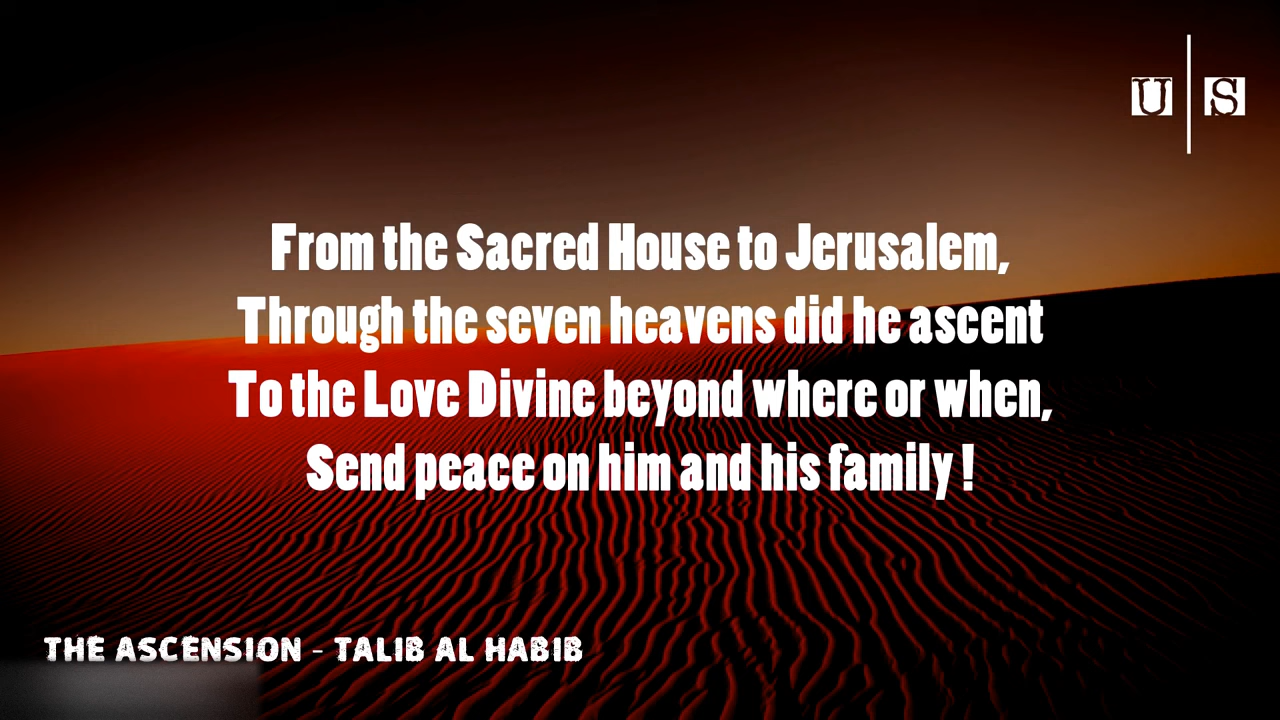 U S
From the Sacred House to Jerusalem,
Through the seven heavens did he ascent
To the Love Divine beyond where or when,
Send peace on him and his family !
THE ASCENSION - TALIB AL HABIB